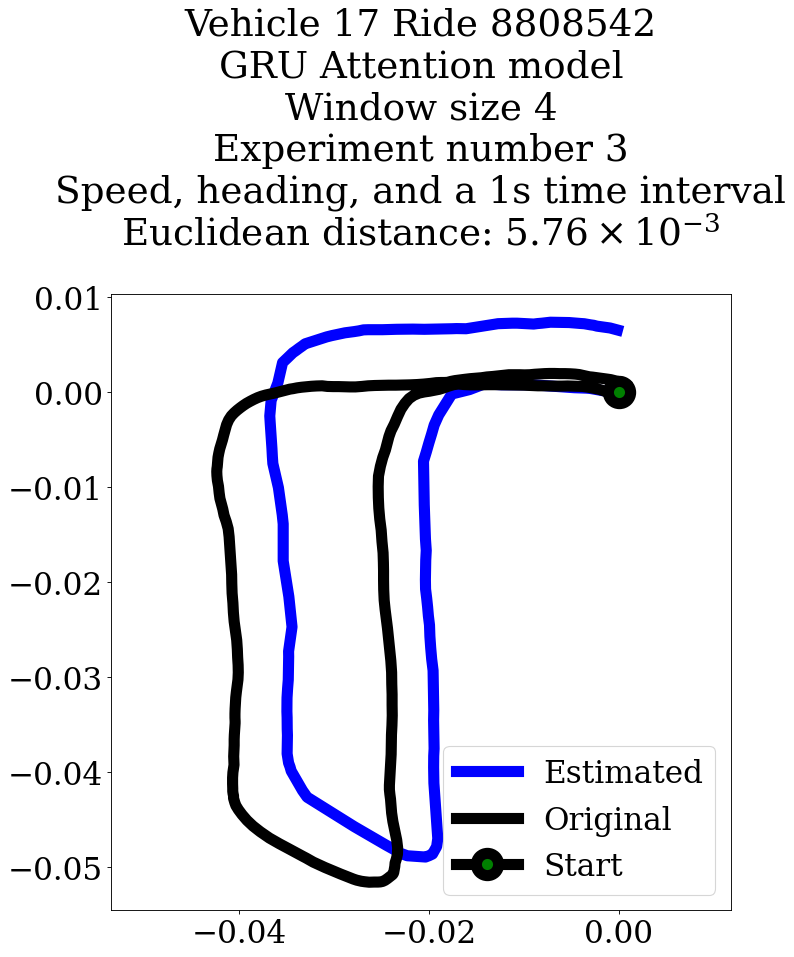 Vehicle 17 Ride 8808542
GRU Attention model
Window size 4
Experiment number 3
Speed, heading, and a 1s time interval
Euclidean distance: 5.76 × 10⁻³
0.01
0.00
−0.01
−0.02
−0.03
−0.04
−0.05
Estimated
Original
Start
−0.04
−0.02
0.00